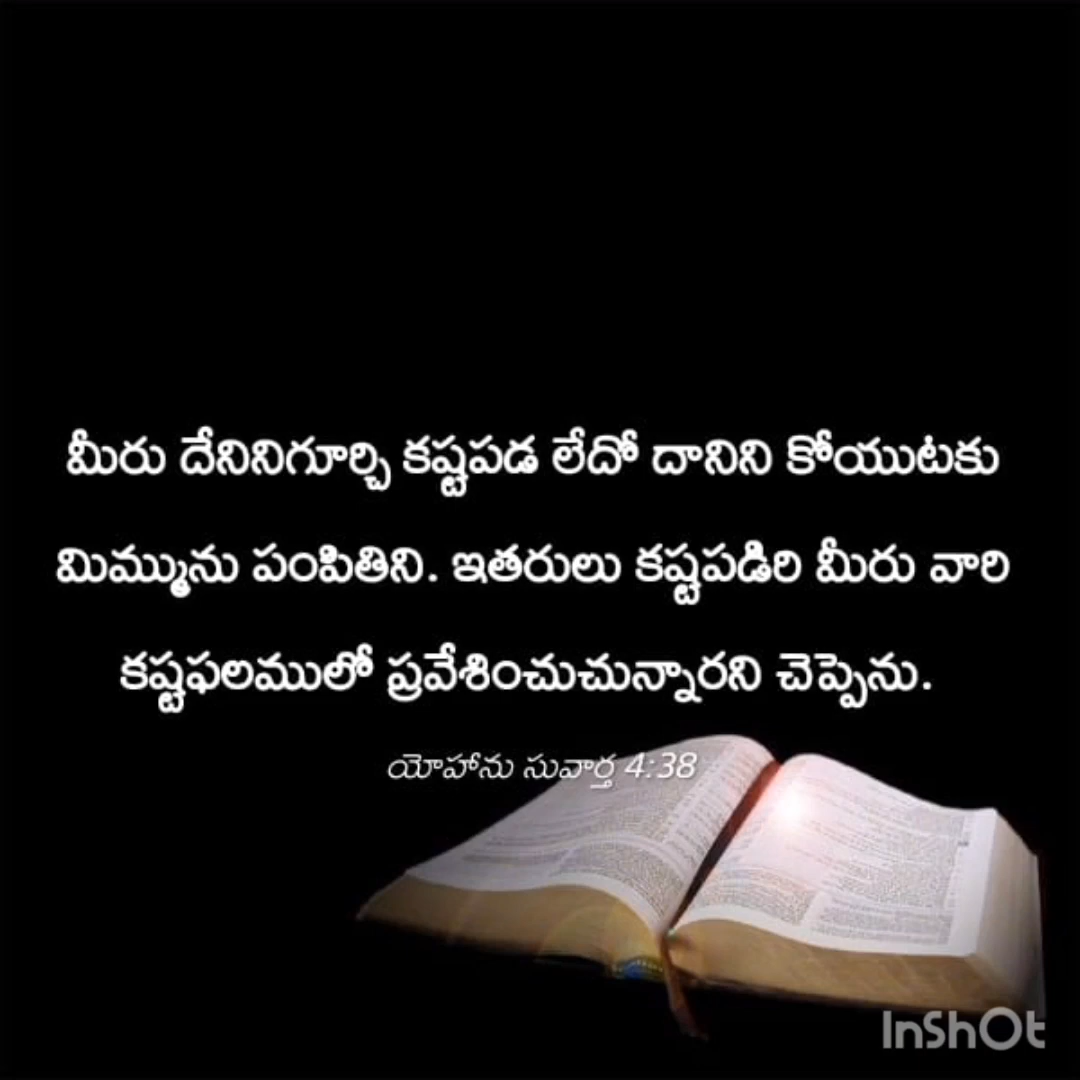 మీరు దేనినిగూర్చి కష్టపడ లేదో దానిని కోయుటకు
మిమ్మును పంపితిని. ఇతరులు కష్టపడిరి మీరు వారి
కష్టఫలములో ప్రవేశించుచున్నారని చెప్పెను.
యోహాను సువార్త 4:38
InShOt